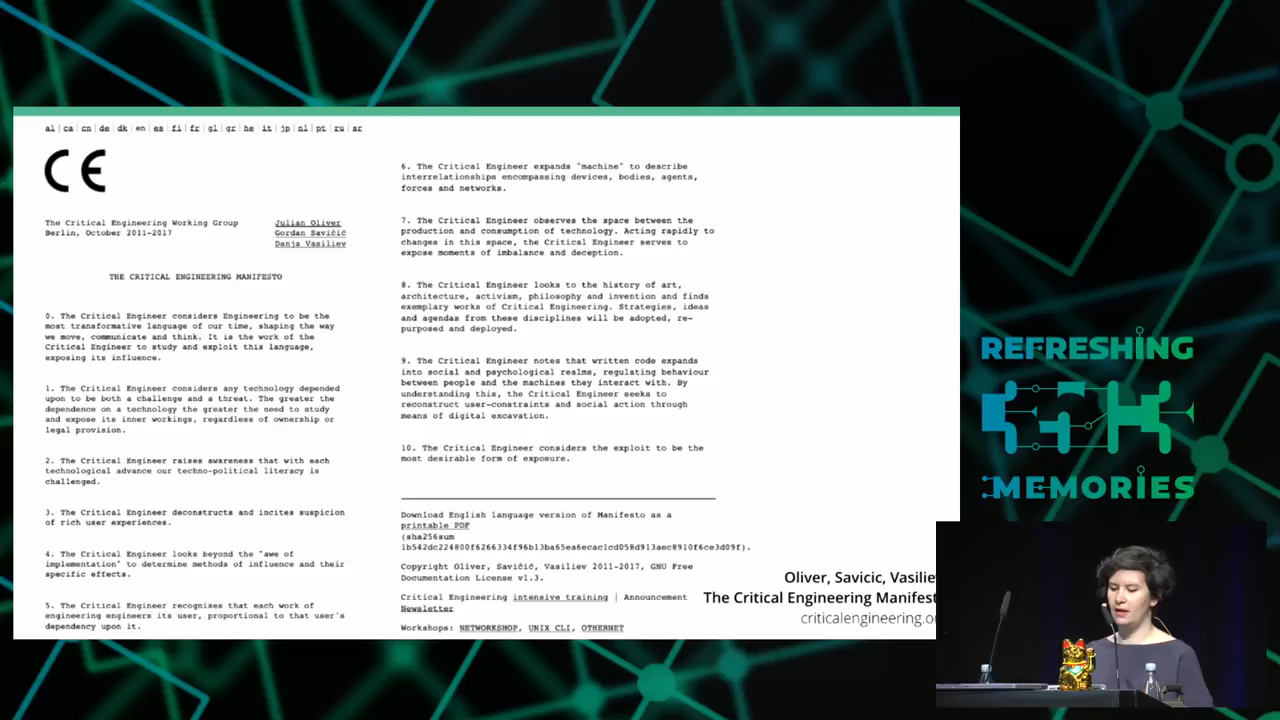 al | ca | cn | de | dk | en | es | fi | fr | gl | gr | he | it | jp | nl | pt | ru | sr
CE
The Critical Engineering Working Group
Berlin, October 2011-2017
Julian Oliver
Gordan Savičić
Danja Vasiliev
THE CRITICAL ENGINEERING MANIFESTO
0. The Critical Engineer considers Engineering to be the
most transformative language of our time, shaping the way
we move, communicate and think. It is the work of the
Critical Engineer to study and exploit this language,
exposing its influence.
1. The Critical Engineer considers any technology depended
upon to be both a challenge and a threat. The greater the
dependence on a technology the greater the need to study
and expose its inner workings, regardless of ownership or
legal provision.
2. The Critical Engineer raises awareness that with each
technological advance our techno-political literacy is
challenged.
3. The Critical Engineer deconstructs and incites suspicion
of rich user experiences.
4. The Critical Engineer looks beyond the "awe of
implementation" to determine methods of influence and their
specific effects.
5. The Critical Engineer recognises that each work of
engineering engineers its user, proportional to that user's
dependency upon it.
6. The Critical Engineer expands "machine" to describe
interrelationships encompassing devices, bodies, agents,
forces and networks.
7. The Critical Engineer observes the space between the
production and consumption of technology. Acting rapidly to
changes in this space, the Critical Engineer serves to
expose moments of imbalance and deception.
8. The Critical Engineer looks to the history of art,
architecture, activism, philosophy and invention and finds
exemplary works of Critical Engineering. Strategies, ideas
and agendas from these disciplines will be adopted, re-
purposed and deployed.
9. The Critical Engineer notes that written code expands
into social and psychological realms, regulating behaviour
between people and the machines they interact with. By
understanding this, the Critical Engineer seeks to
reconstruct user-constraints and social action through
means of digital excavation.
10. The Critical Engineer considers the exploit to be the
most desirable form of exposure.
Download English language version of Manifesto as a
printable PDF
(sha256sum
1b542dc224800f6266334f96b13ba65ea6ecac1cd058d913aec8910f6ce3d09f).
Copyright Oliver, Savičić, Vasiliev 2011-2017, GNU Free
Documentation License v1.3.
Critical Engineering intensive training | Announcement
Newsletter
Workshops: NETWORKSHOP, UNIX CLI, OTHERNET
Oliver, Savicic, Vasilie
The Critical Engineering Manifest
criticalengineering.or
REFRESHING
MEMORIES